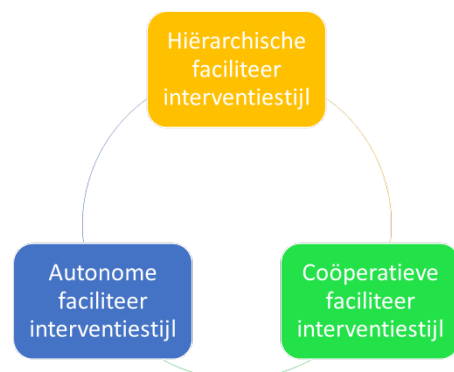 Hiërarchische
faciliteer
interventiestijl
Autonome
faciliteer
interventiestijl
Coöperatieve
faciliteer
interventiestijl